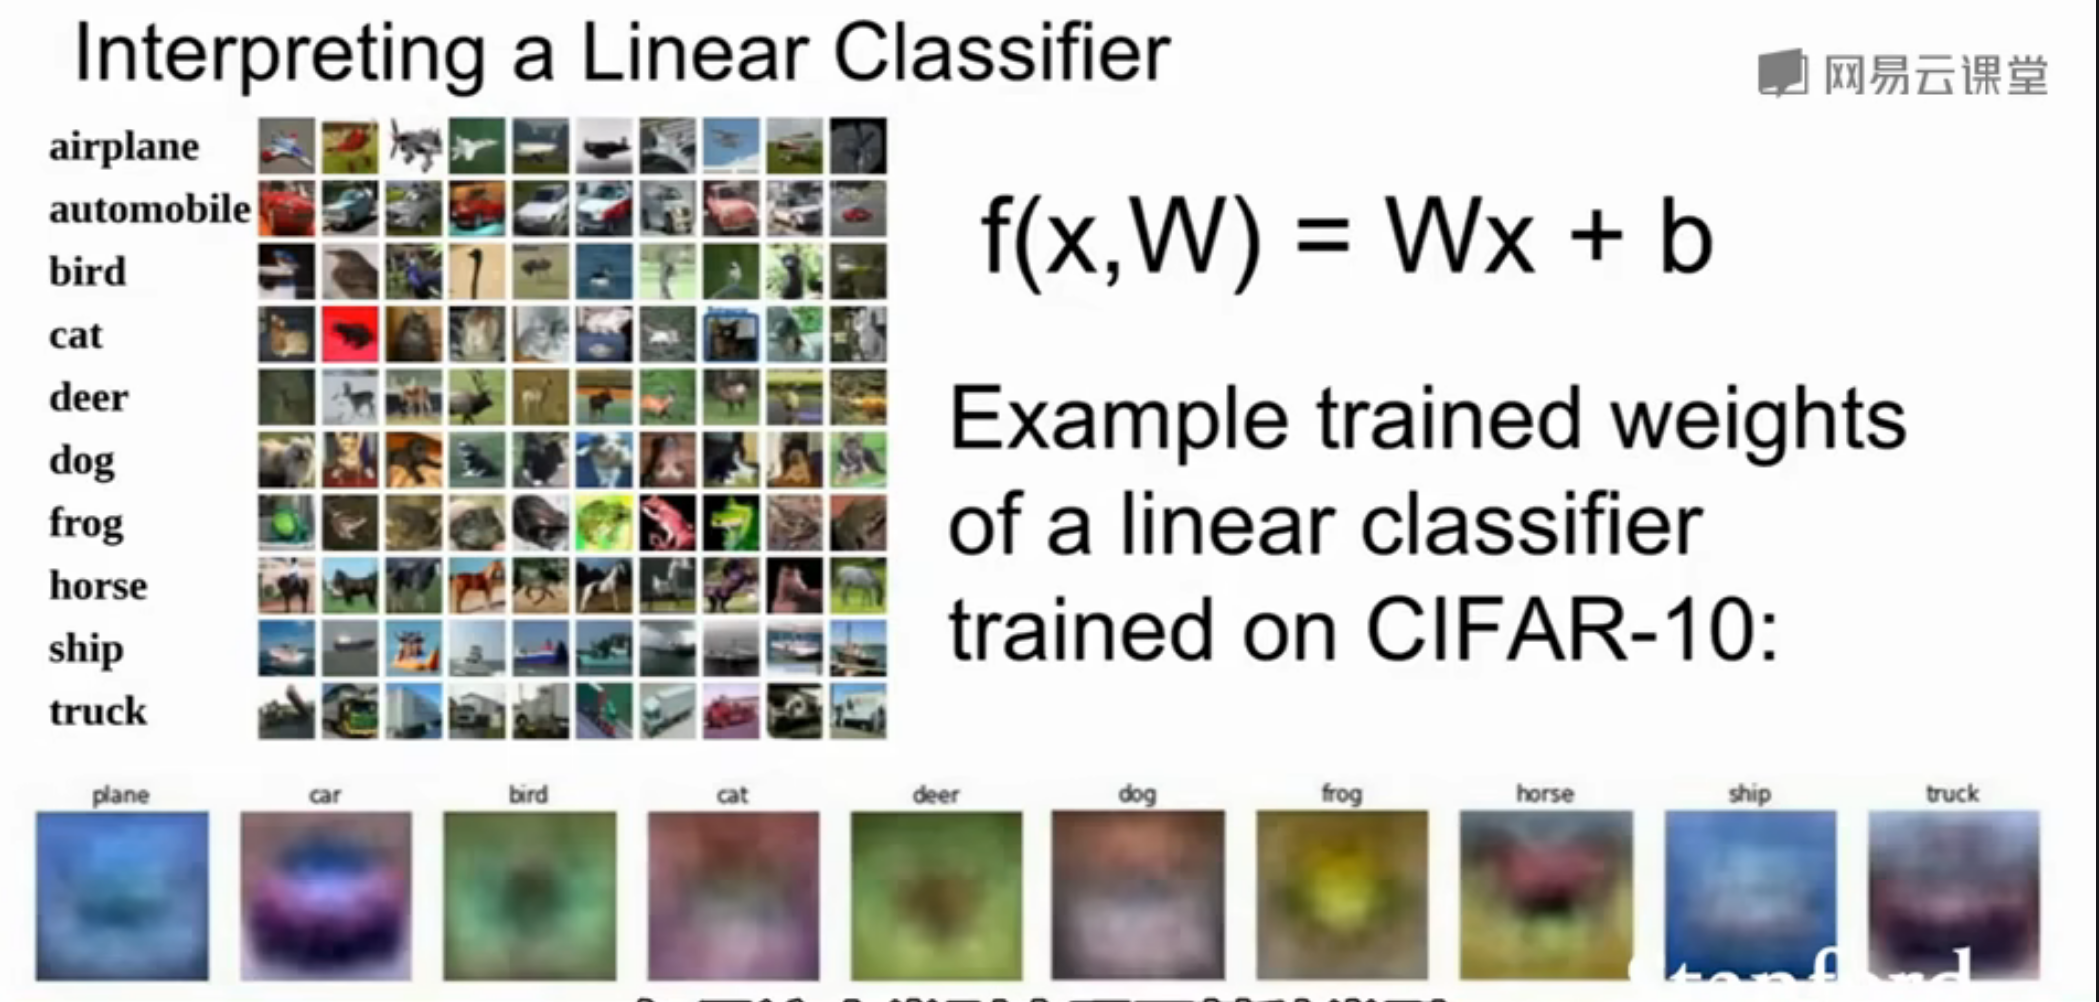 Interpreting a Linear Classifier
网易云课堂
airplane
automobile
bird
cat
deer
dog
frog
horse
ship
truck
f(x,W) = Wx + b
Example trained weights
of a linear classifier
trained on CIFAR-10:
plane car bird cat deer dog frog horse ship truck
Stanford